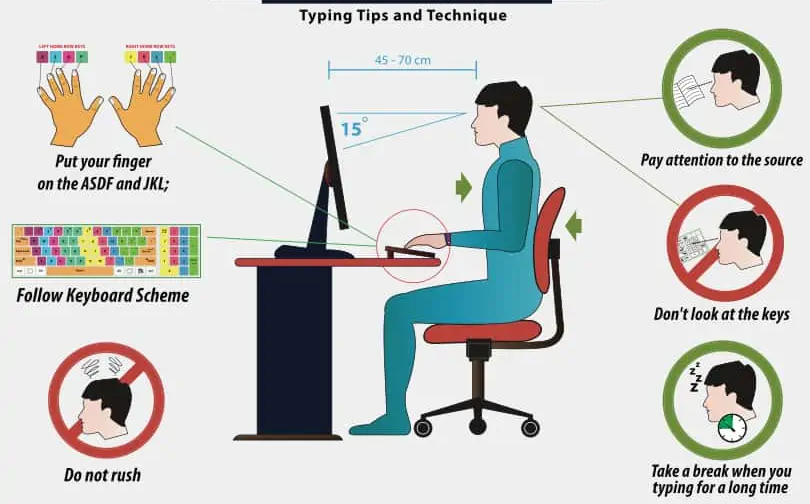 Typing Tips and Technique
LEFT HOME ROW KEYS
RIGHT HOME ROW KEYS
45 - 70 cm
15°
Put your finger
on the ASDF and JKL;
Pay attention to the source
Follow Keyboard Scheme
Don't look at the keys
Do not rush
z z z
Take a break when you
typing for a long time